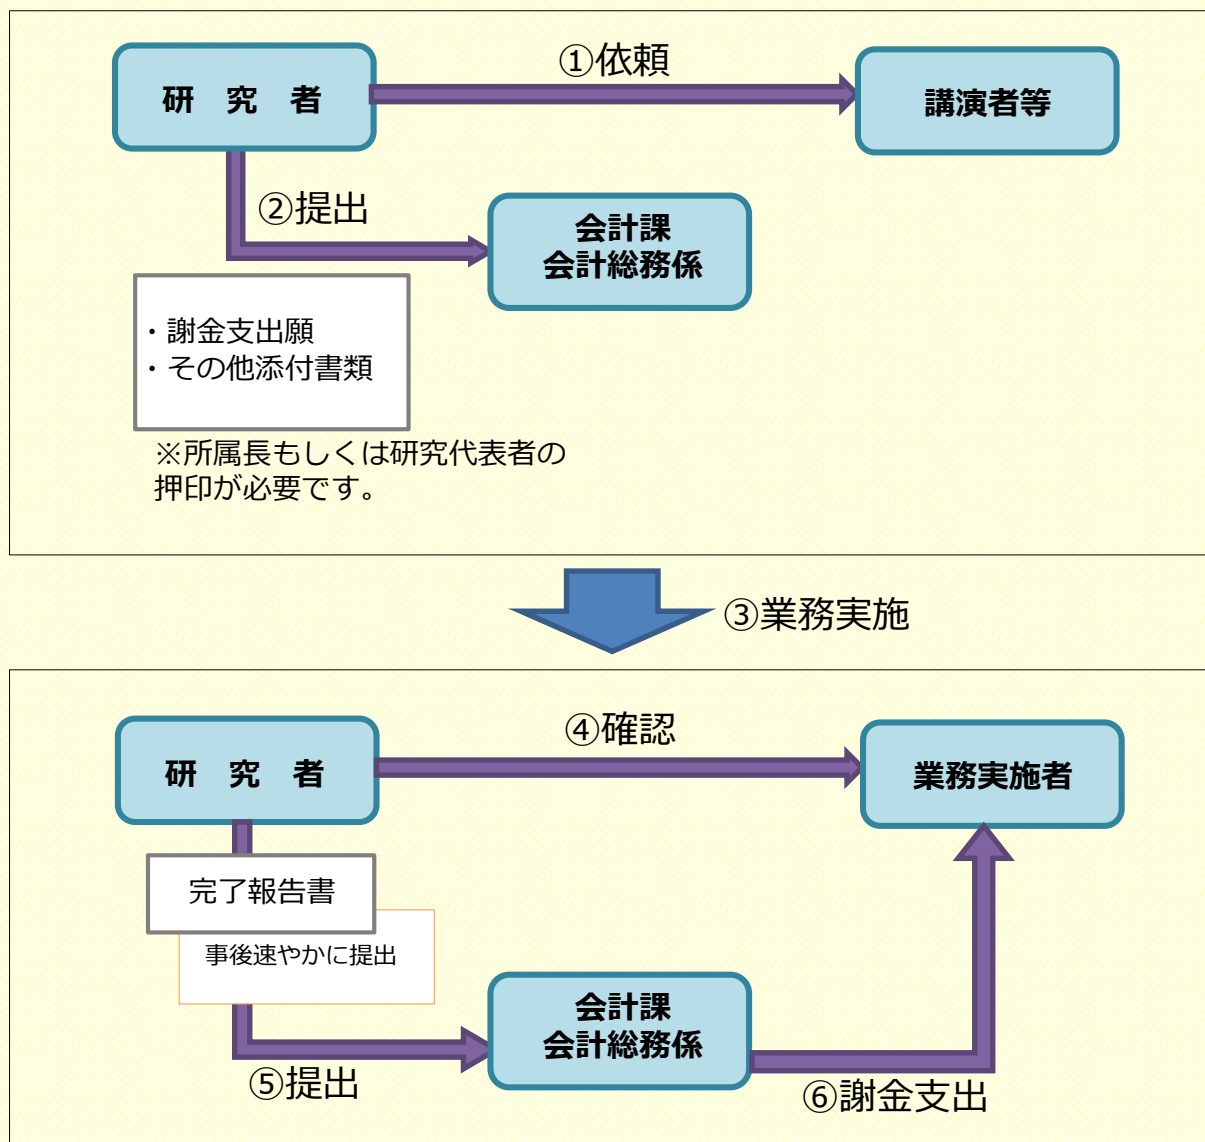 ①依頼
研　究　者
講演者等
②提出
会計課
会計総務係
・謝金支出願
・その他添付書類
※所属長もしくは研究代表者の
押印が必要です。
③業務実施
④確認
研　究　者
業務実施者
完了報告書
事後速やかに提出
会計課
会計総務係
⑤提出
⑥謝金支出